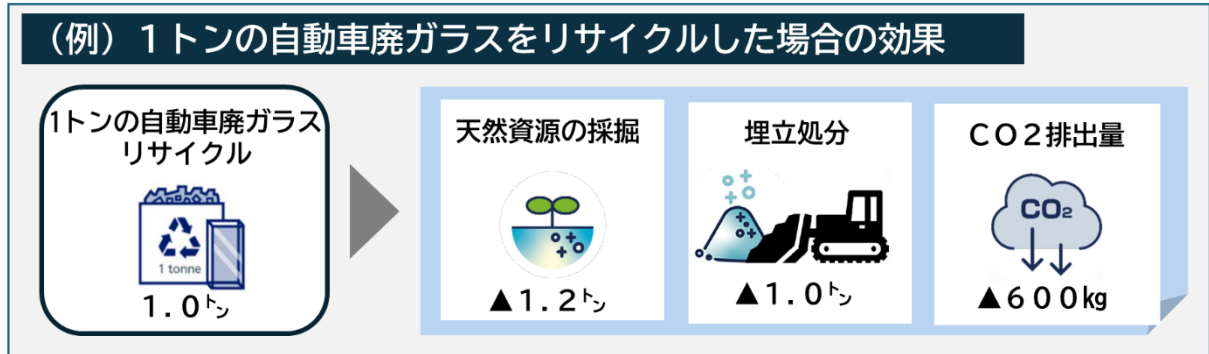 （例）１トンの自動車廃ガラスをリサイクルした場合の効果
1トンの自動車廃ガラス
リサイクル
1 tonne
１.０㌧
天然資源の採掘
▲１.２㌧
埋立処分
▲１.０㌧
ＣＯ２排出量
CO₂
▲６００㎏